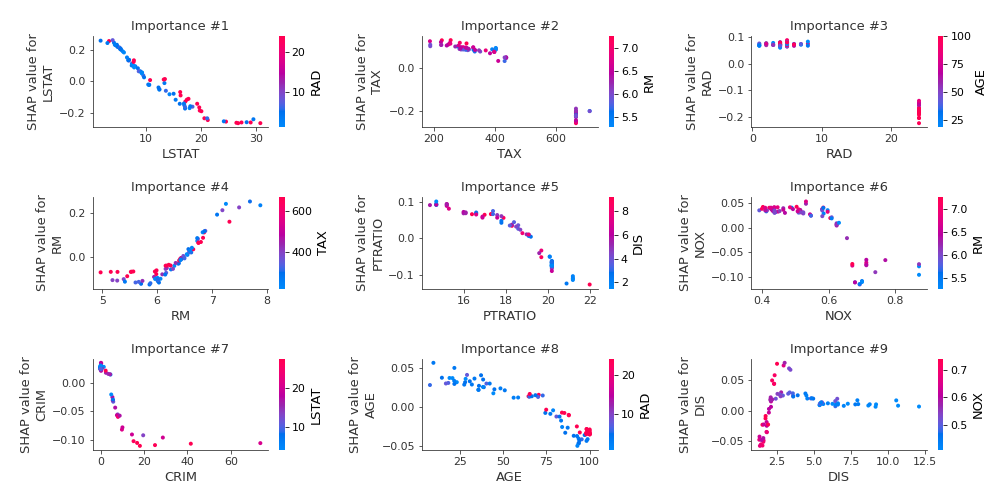 Importance #1
Importance #2
Importance #3
SHAP value for
LSTAT
0.2
0.0
−0.2
10
20
30
LSTAT
20
10
RAD
SHAP value for
TAX
0.0
−0.2
200
400
600
TAX
7.0
6.5
6.0
5.5
RM
SHAP value for
RAD
0.1
0.0
−0.1
−0.2
0
10
20
RAD
100
75
50
25
AGE
Importance #4
Importance #5
Importance #6
SHAP value for
RM
0.2
0.0
5
6
7
8
RM
600
400
TAX
SHAP value for
PTRATIO
0.1
0.0
−0.1
16
18
20
22
PTRATIO
8
6
4
2
DIS
SHAP value for
NOX
0.05
0.00
−0.05
−0.10
0.4
0.6
0.8
NOX
7.0
6.5
6.0
5.5
RM
Importance #7
Importance #8
Importance #9
SHAP value for
CRIM
0.00
−0.05
−0.10
0
20
40
60
CRIM
20
10
LSTAT
SHAP value for
AGE
0.05
0.00
−0.05
25
50
75
100
AGE
20
10
RAD
SHAP value for
DIS
0.05
0.00
−0.05
2.5
5.0
7.5
10.0
12.5
DIS
0.7
0.6
0.5
NOX